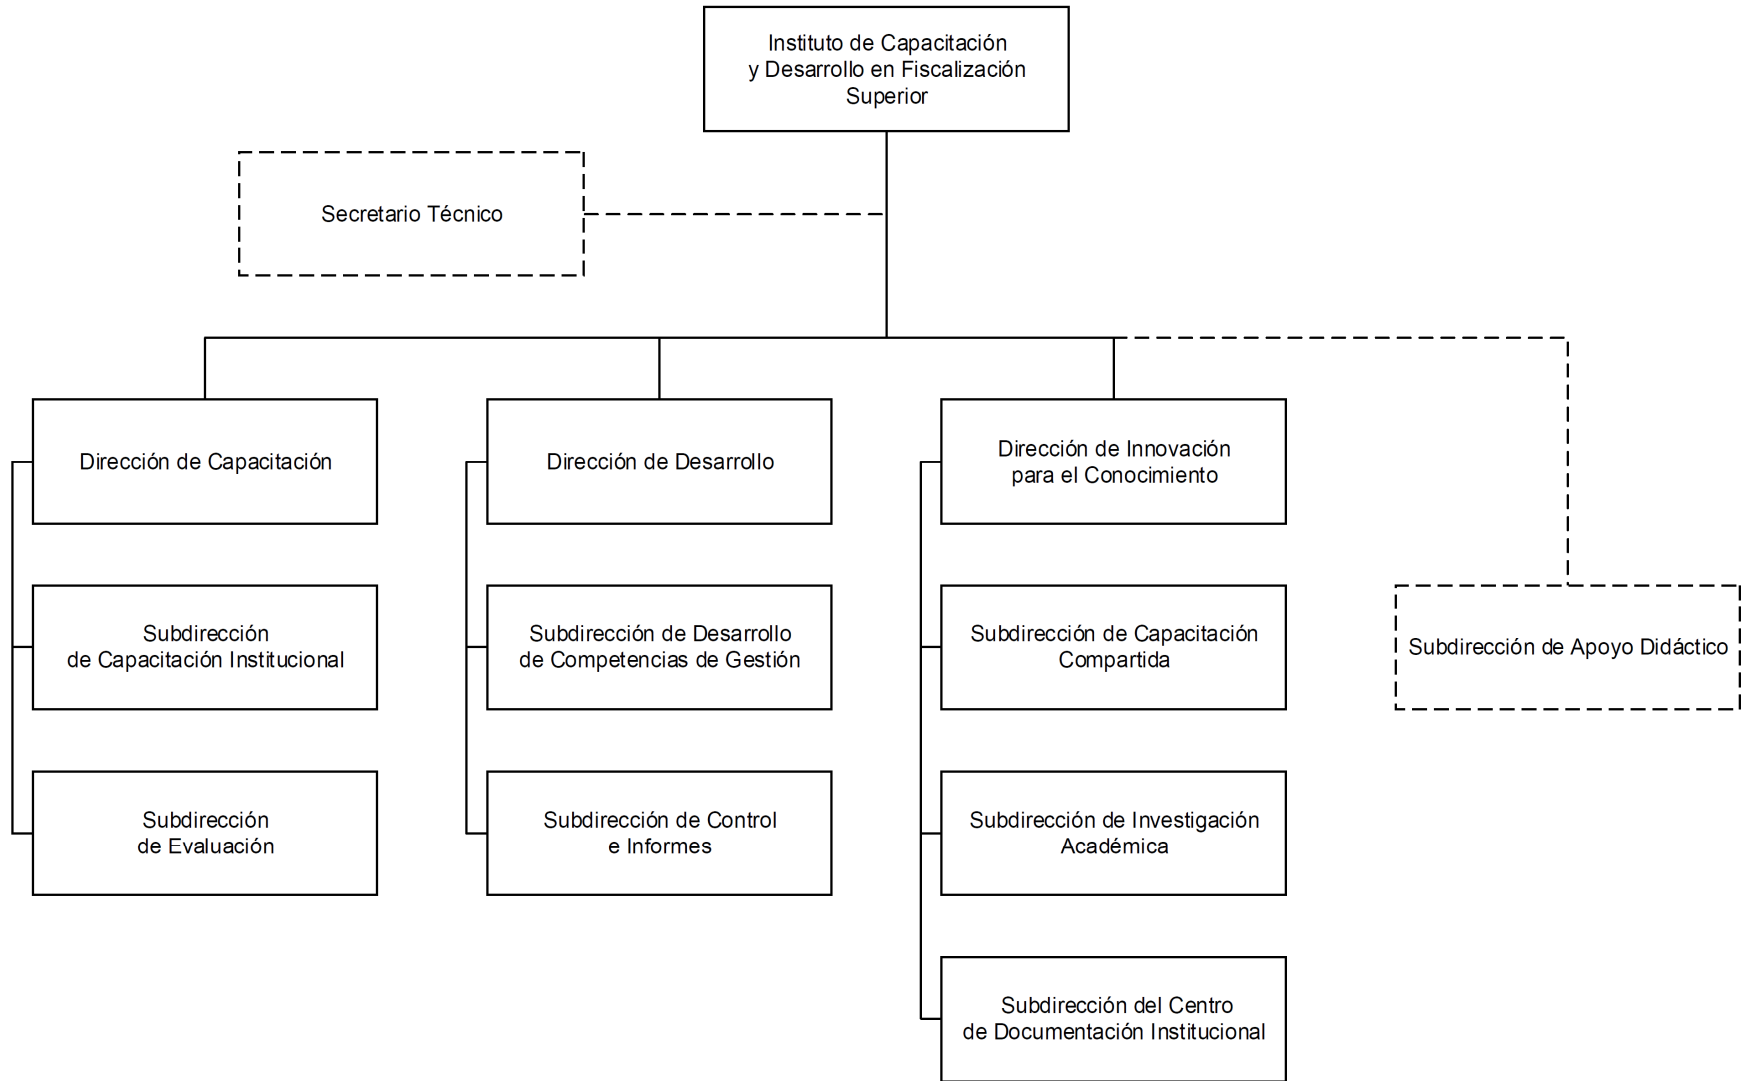 Instituto de Capacitación
y Desarrollo en Fiscalización
Superior
Secretario Técnico
Dirección de Capacitación
Dirección de Desarrollo
Dirección de Innovación
para el Conocimiento
Subdirección
de Capacitación Institucional
Subdirección de Desarrollo
de Competencias de Gestión
Subdirección de Capacitación
Compartida
Subdirección de Apoyo Didáctico
Subdirección
de Evaluación
Subdirección de Control
e Informes
Subdirección de Investigación
Académica
Subdirección del Centro
de Documentación Institucional